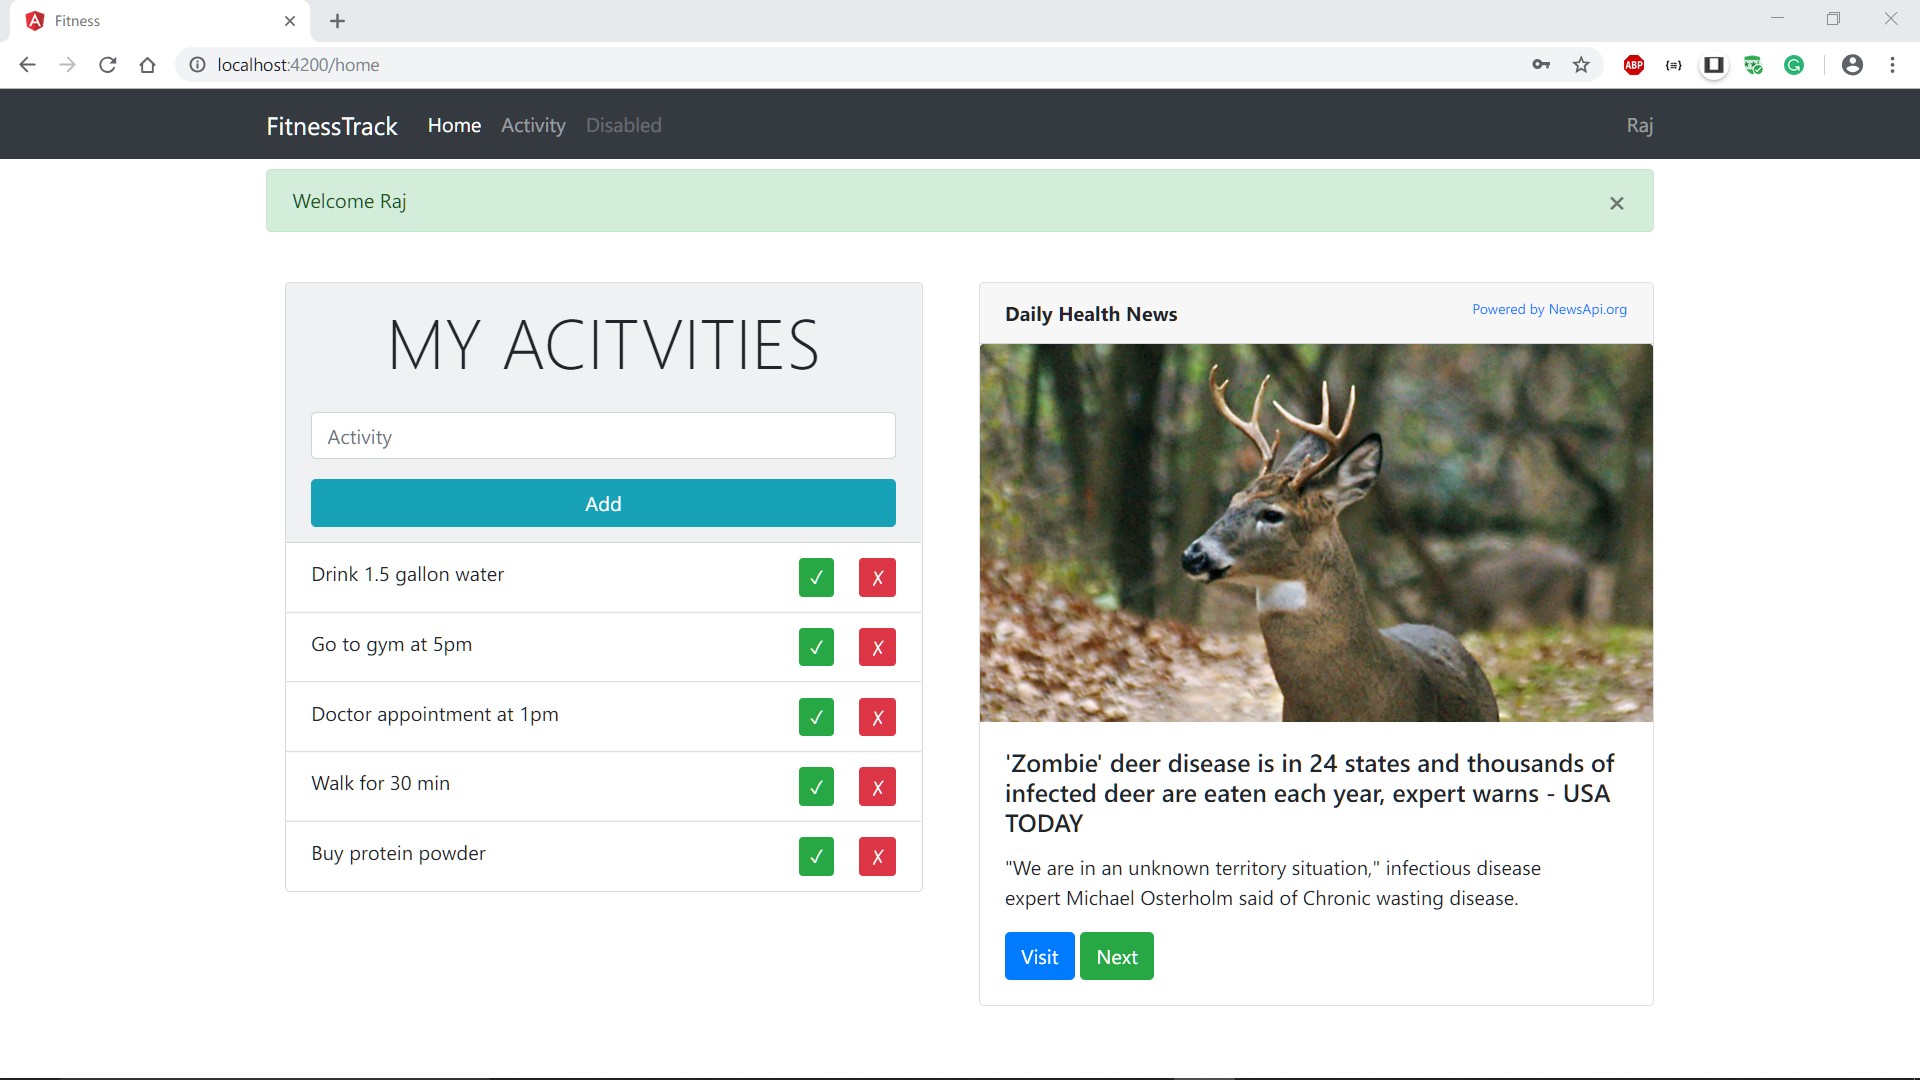 Fitness
localhost:4200/home
ABP
FitnessTrack Home Activity Disabled Raj
Welcome Raj
MY ACITVITIES
Activity
Add
Drink 1.5 gallon water
Go to gym at 5pm
Doctor appointment at 1pm
Walk for 30 min
Buy protein powder
Daily Health News
Powered by NewsApi.org
'Zombie' deer disease is in 24 states and thousands of
infected deer are eaten each year, expert warns - USA
TODAY
"We are in an unknown territory situation," infectious disease
expert Michael Osterholm said of Chronic wasting disease.
Visit Next